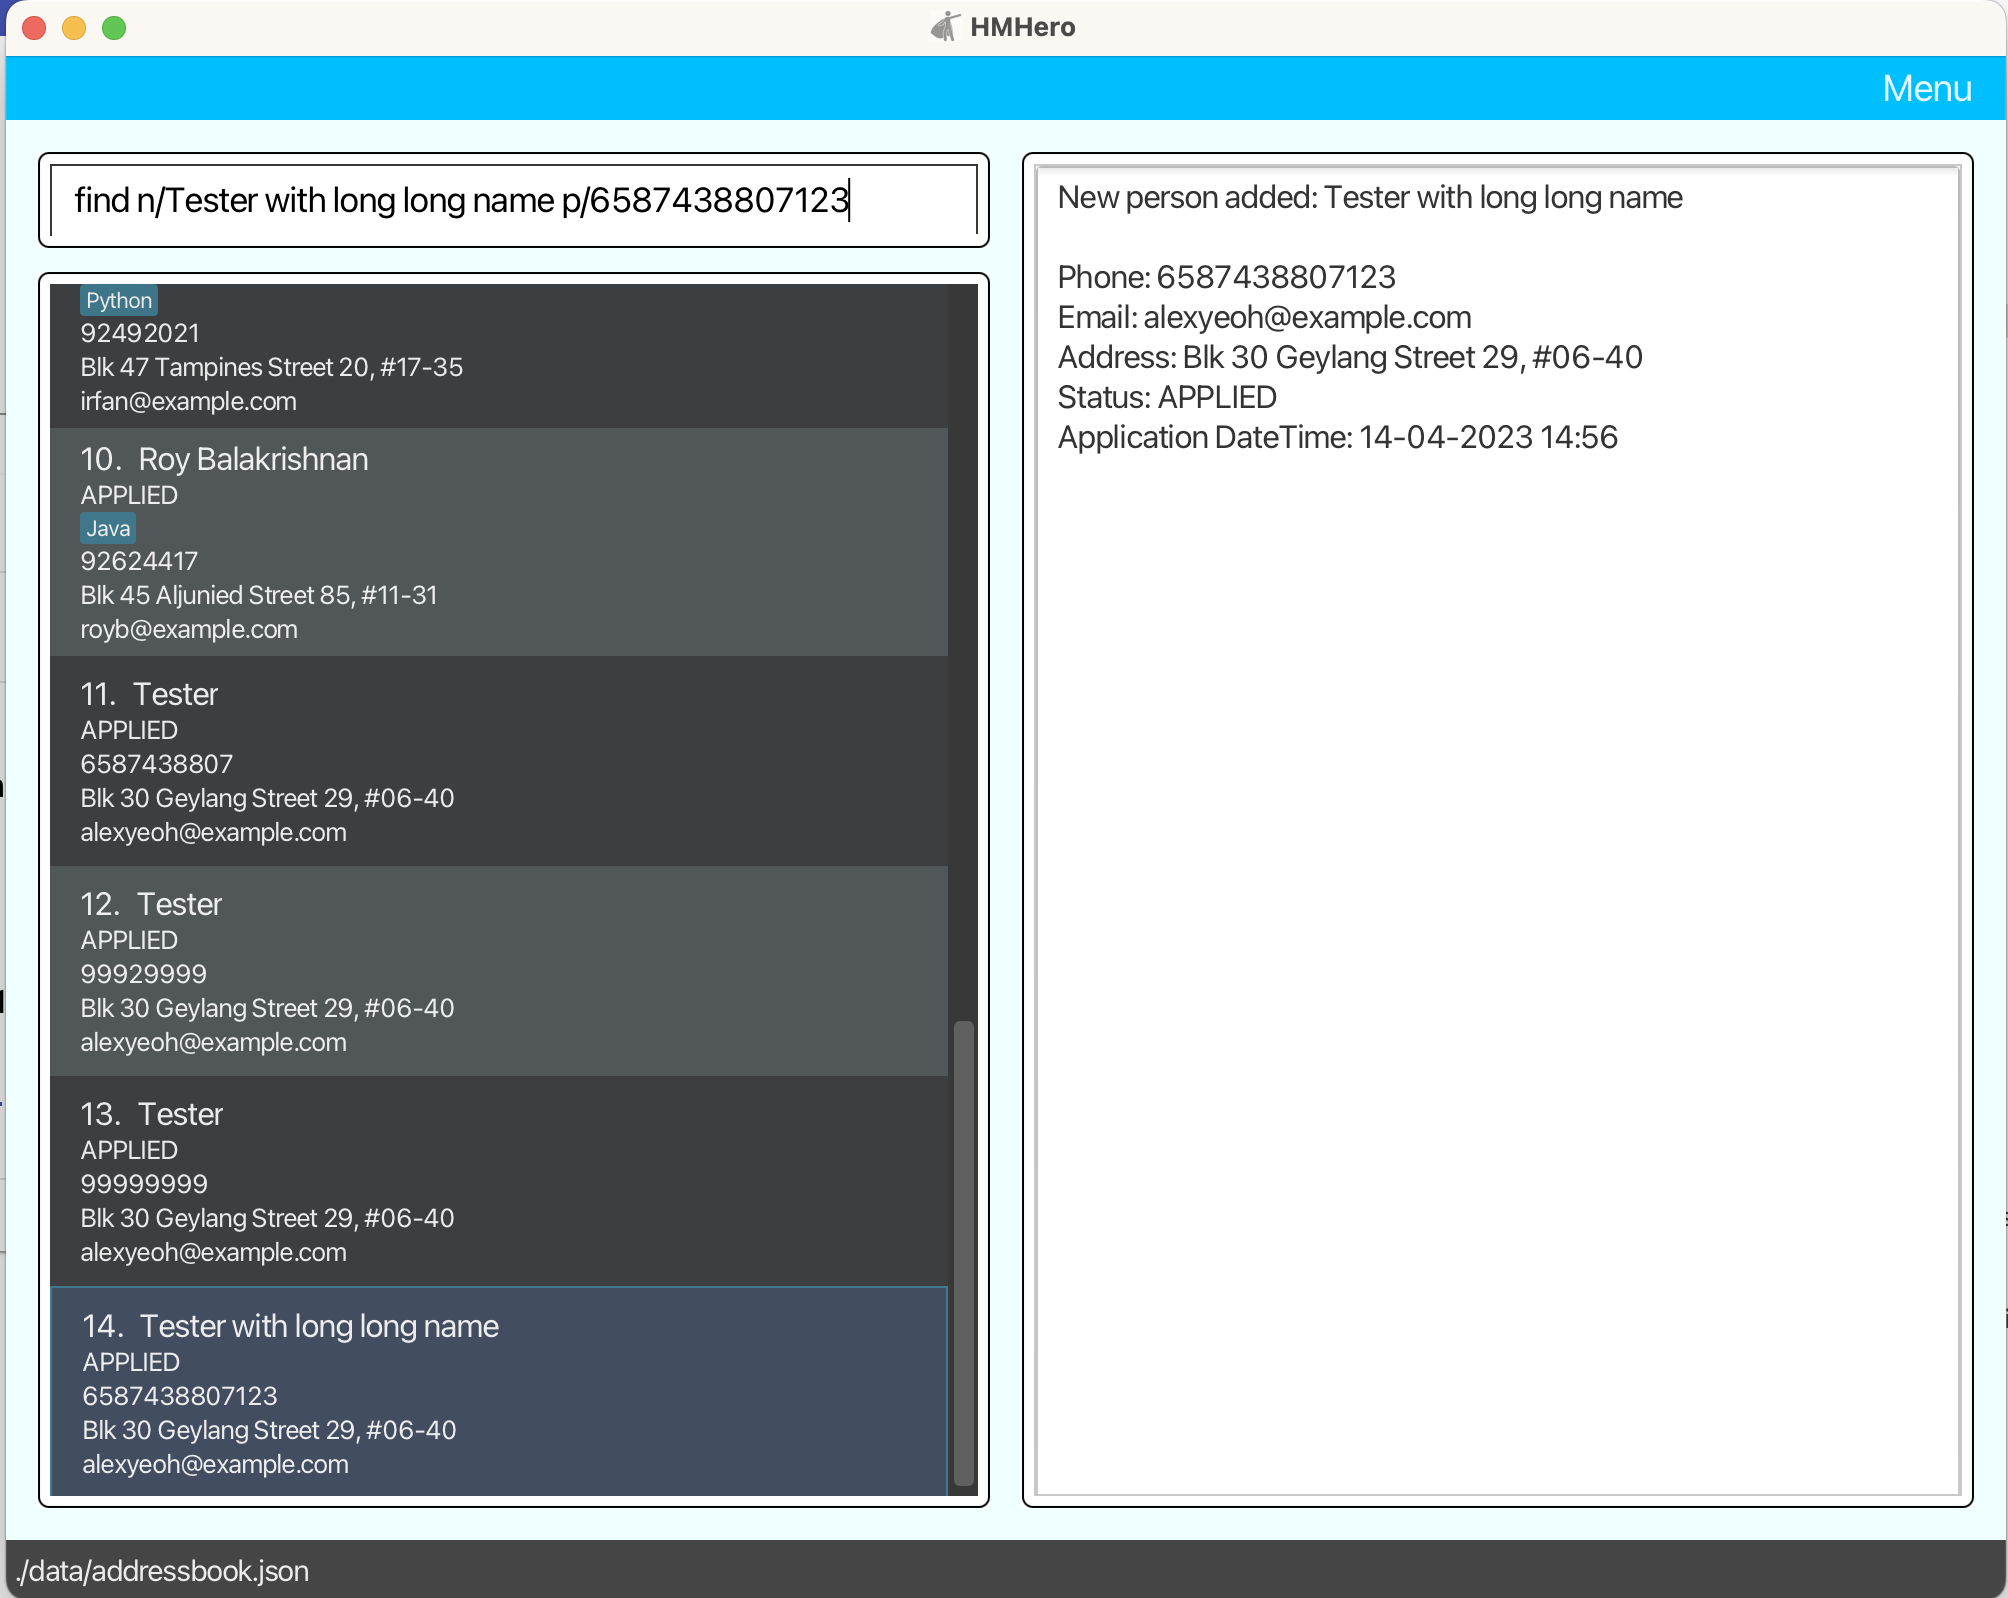 HMHero
Menu
find n/Tester with long long name p/6587438807123
Python
92492021
Blk 47 Tampines Street 20, #17-35
irfan@example.com
10. Roy Balakrishnan
APPLIED
Java
92624417
Blk 45 Aljunied Street 85, #11-31
royb@example.com
11. Tester
APPLIED
6587438807
Blk 30 Geylang Street 29, #06-40
alexyeoh@example.com
12. Tester
APPLIED
99929999
Blk 30 Geylang Street 29, #06-40
alexyeoh@example.com
13. Tester
APPLIED
99999999
Blk 30 Geylang Street 29, #06-40
alexyeoh@example.com
14. Tester with long long name
APPLIED
6587438807123
Blk 30 Geylang Street 29, #06-40
alexyeoh@example.com
New person added: Tester with long long name
Phone: 6587438807123
Email: alexyeoh@example.com
Address: Blk 30 Geylang Street 29, #06-40
Status: APPLIED
Application DateTime: 14-04-2023 14:56
./data/addressbook.json